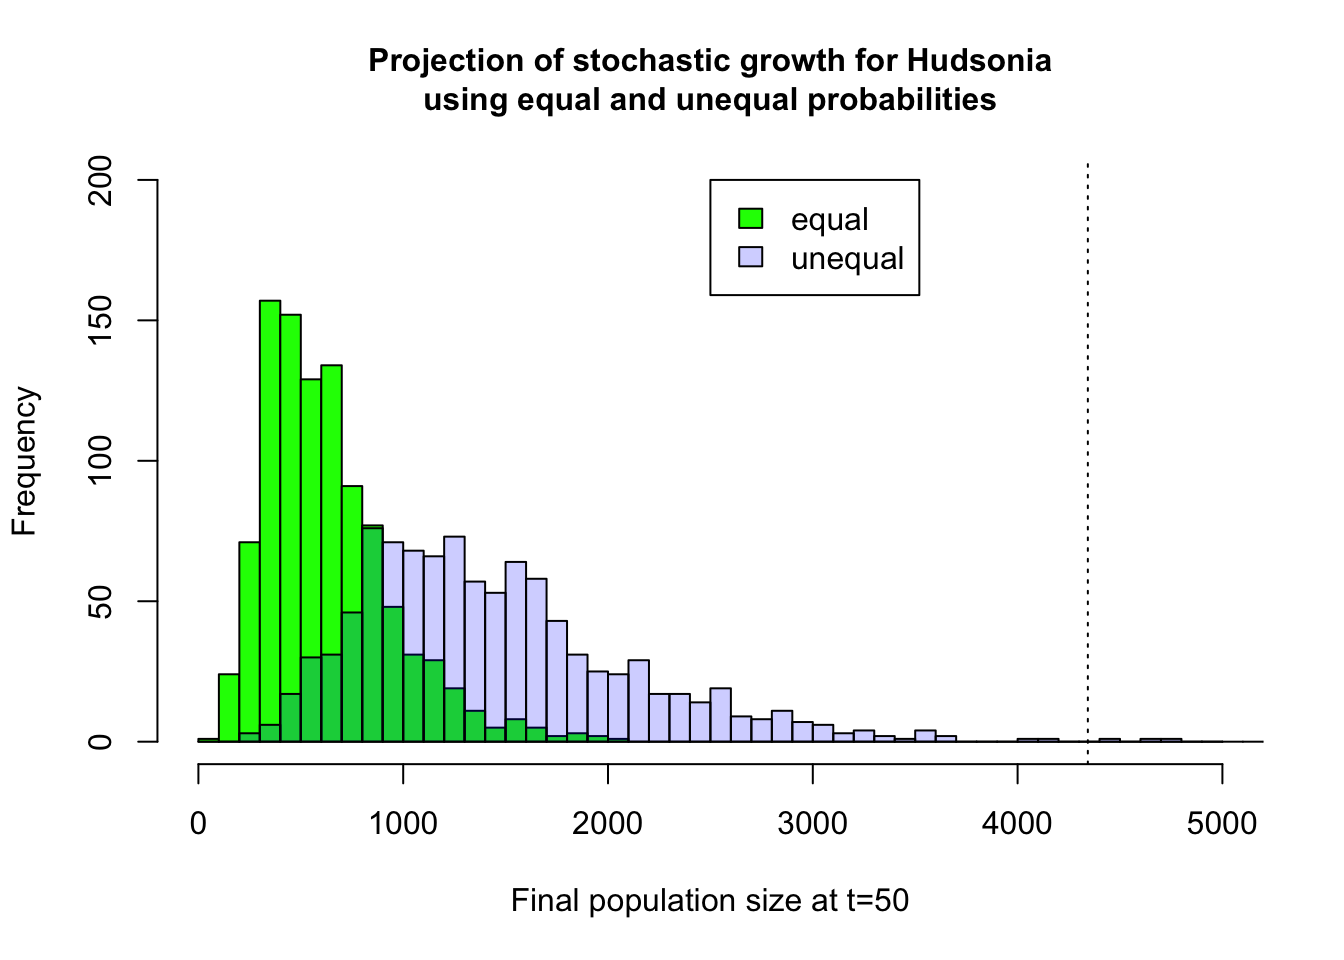 Projection of stochastic growth for Hudsonia
using equal and unequal probabilities
equal
unequal
Frequency
200
150
100
50
0
0 1000 2000 3000 4000 5000
Final population size at t=50